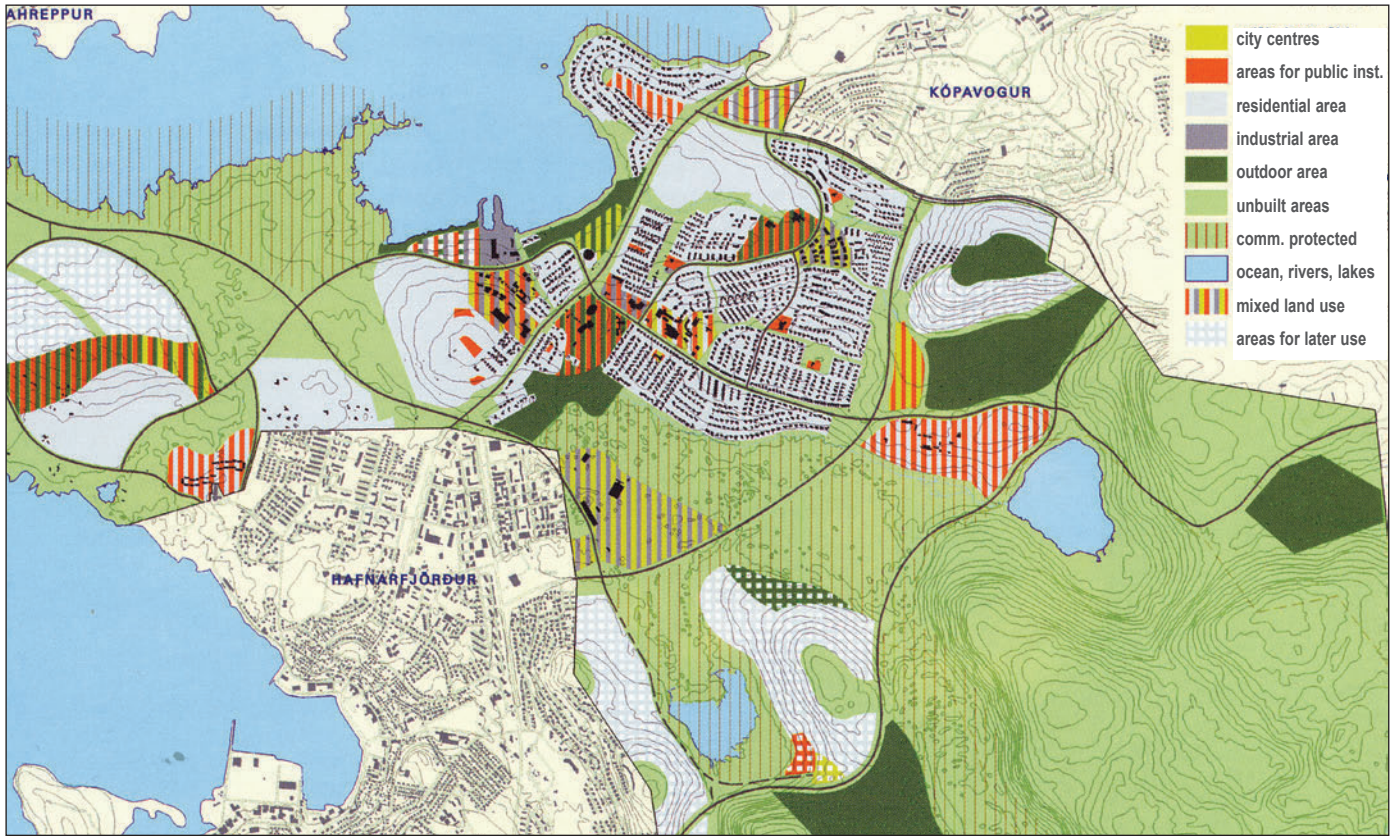 AHREPPUR
KÓPAVOGUR
HAFNARFJÖRÐUR
city centres
areas for public inst.
residential area
industrial area
outdoor area
unbuilt areas
comm. protected
ocean, rivers, lakes
mixed land use
areas for later use